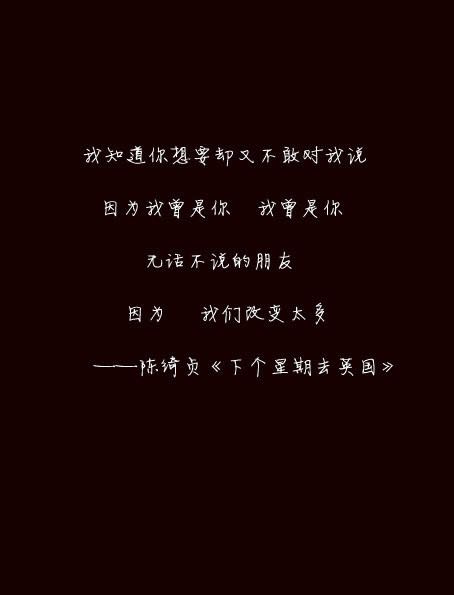 我知道你想要却又不敢对我说
因为我曾是你 我曾是你
无话不说的朋友
因为 我们改变太多
——陈绮贞《下个星期去英国》